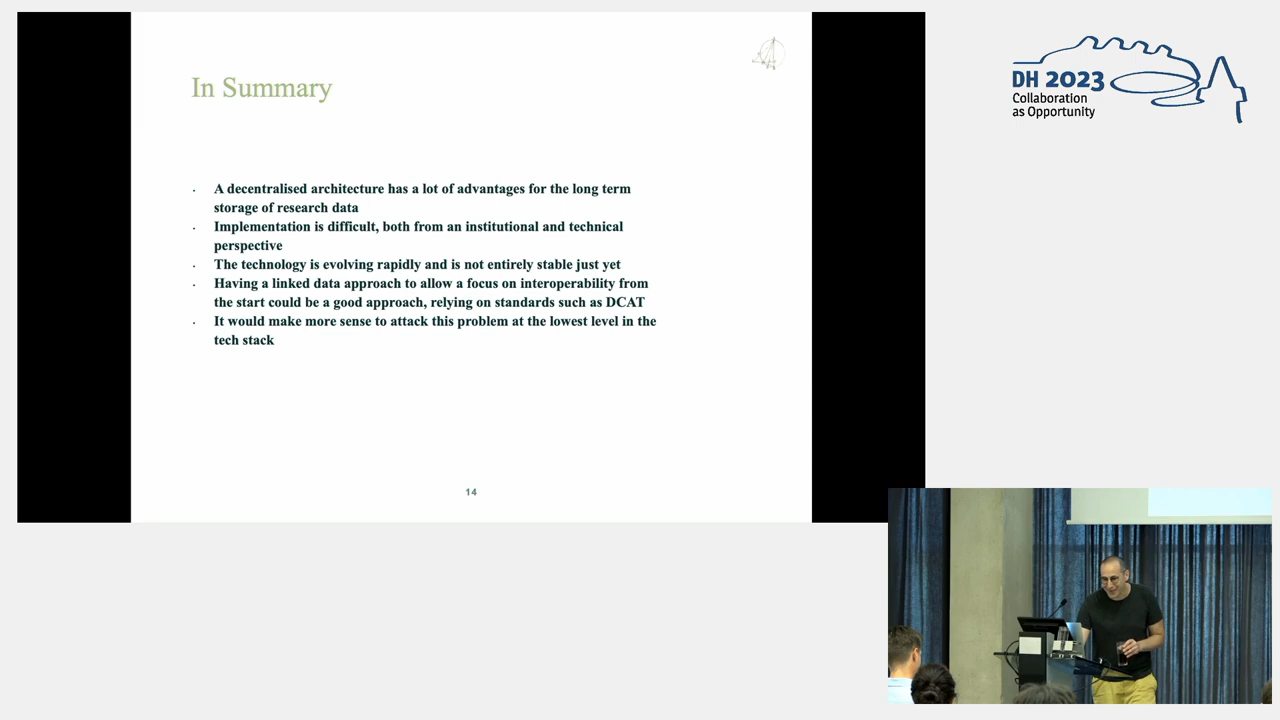 In Summary
· A decentralised architecture has a lot of advantages for the long term
storage of research data
· Implementation is difficult, both from an institutional and technical
perspective
· The technology is evolving rapidly and is not entirely stable just yet
· Having a linked data approach to allow a focus on interoperability from
the start could be a good approach, relying on standards such as DCAT
· It would make more sense to attack this problem at the lowest level in the
tech stack
14
DH 2023
Collaboration
as Opportunity